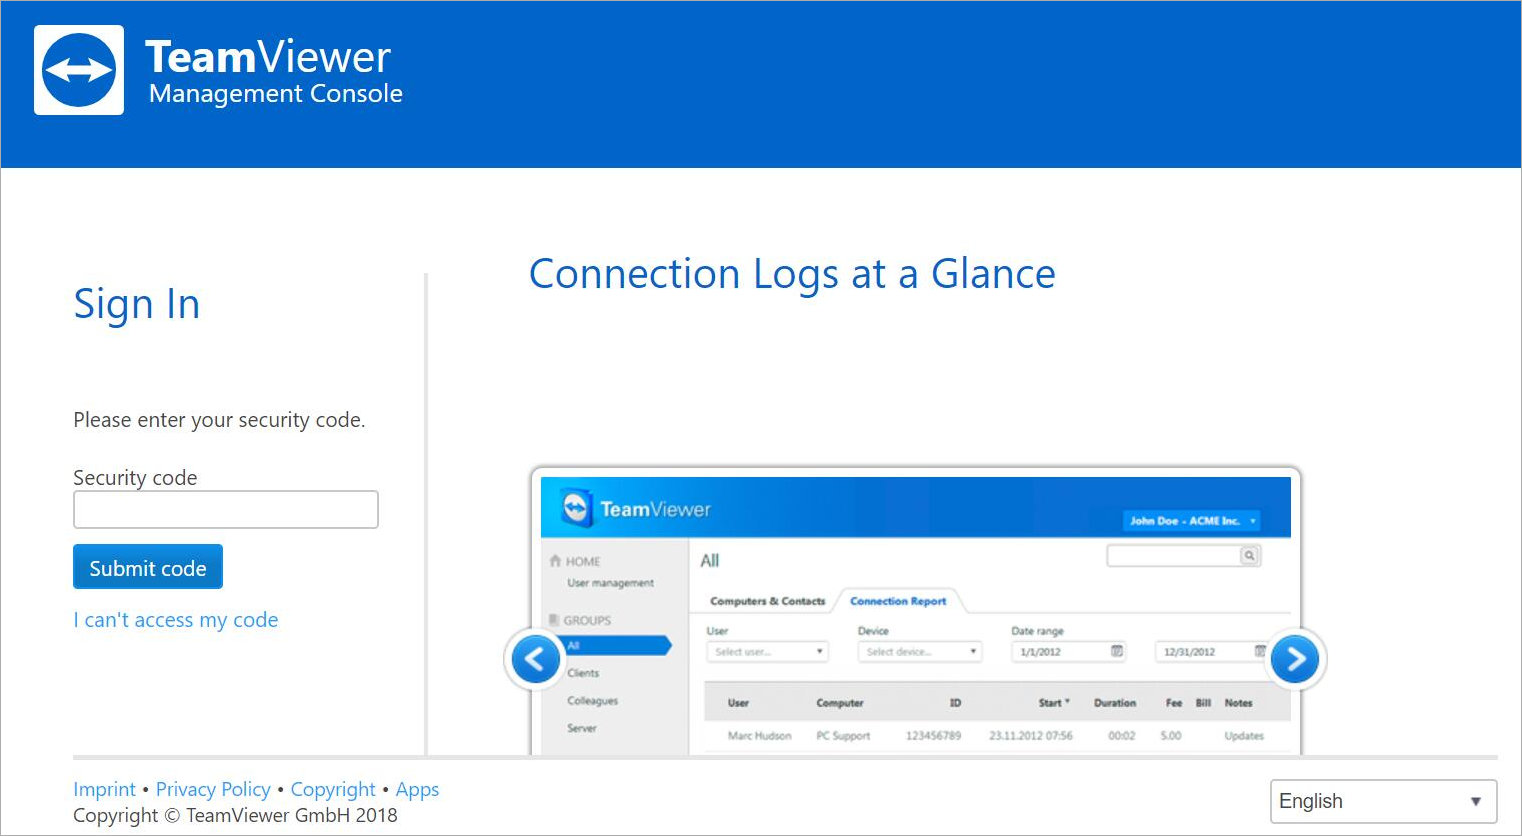 TeamViewer
Management Console
Connection Logs at a Glance
Sign In
Please enter your security code.
Security code
Submit code
I can't access my code
TeamViewer
John Doe - ACME Inc.
HOME
User management
GROUPS
All
Clients
Colleagues
Server
All
Computers & Contacts Connection Report
User Device Date range
Select user... Select device... 1/1/2012 12/31/2012
User Computer ID Start Duration Fee Bill Notes
Marc Hudson PC Support 123456789 23.11.2012 07:56 00:02 5.00 Updates
Imprint • Privacy Policy • Copyright • Apps
Copyright © TeamViewer GmbH 2018
English